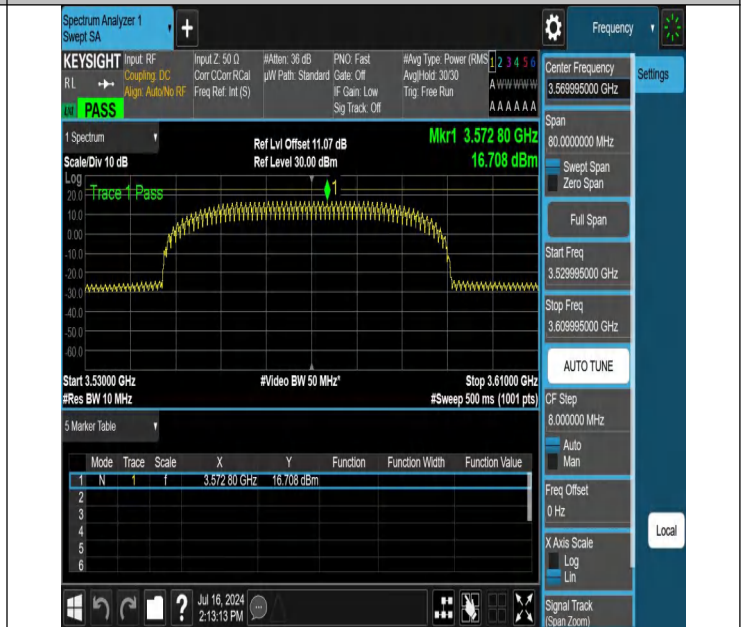 Spectrum Analyzer 1
Swept SA
+
Frequency
KEYSIGHT
RL
PASS
Input: RF
Coupling: DC
Align: Auto/No RF
Input Z: 50 Ω
Corr CCorr RCal
Freq Ref: Int (S)
#Atten: 36 dB
µW Path: Standard
PNO: Fast
Gate: Off
IF Gain: Low
Sig Track: Off
#Avg Type: Power (RMS
Avg|Hold: 30/30
Trig: Free Run
1 2 3 4 5 6
A W W W W W
A A A A A A
Center Frequency
3.569995000 GHz
Settings
Span
80.0000000 MHz
Swept Span
Zero Span
Full Span
Start Freq
3.529995000 GHz
Stop Freq
3.609995000 GHz
AUTO TUNE
CF Step
8.000000 MHz
Auto
Man
Freq Offset
0 Hz
X Axis Scale
Log
Lin
Signal Track
(Span Zoom)
Local
1 Spectrum
Scale/Div 10 dB
Ref Lvl Offset 11.07 dB
Ref Level 30.00 dBm
Mkr1 3.572 80 GHz
16.708 dBm
Log
Trace 1 Pass
1
20.0
10.0
0.00
-10.0
-20.0
-30.0
-40.0
-50.0
-60.0
Start 3.53000 GHz
#Res BW 10 MHz
#Video BW 50 MHz*
Stop 3.61000 GHz
#Sweep 500 ms (1001 pts)
5 Marker Table
Mode Trace Scale X Y Function Function Width Function Value
1 N 1 f 3.572 80 GHz 16.708 dBm
2
3
4
5
6
?
Jul 16, 2024
2:13:13 PM